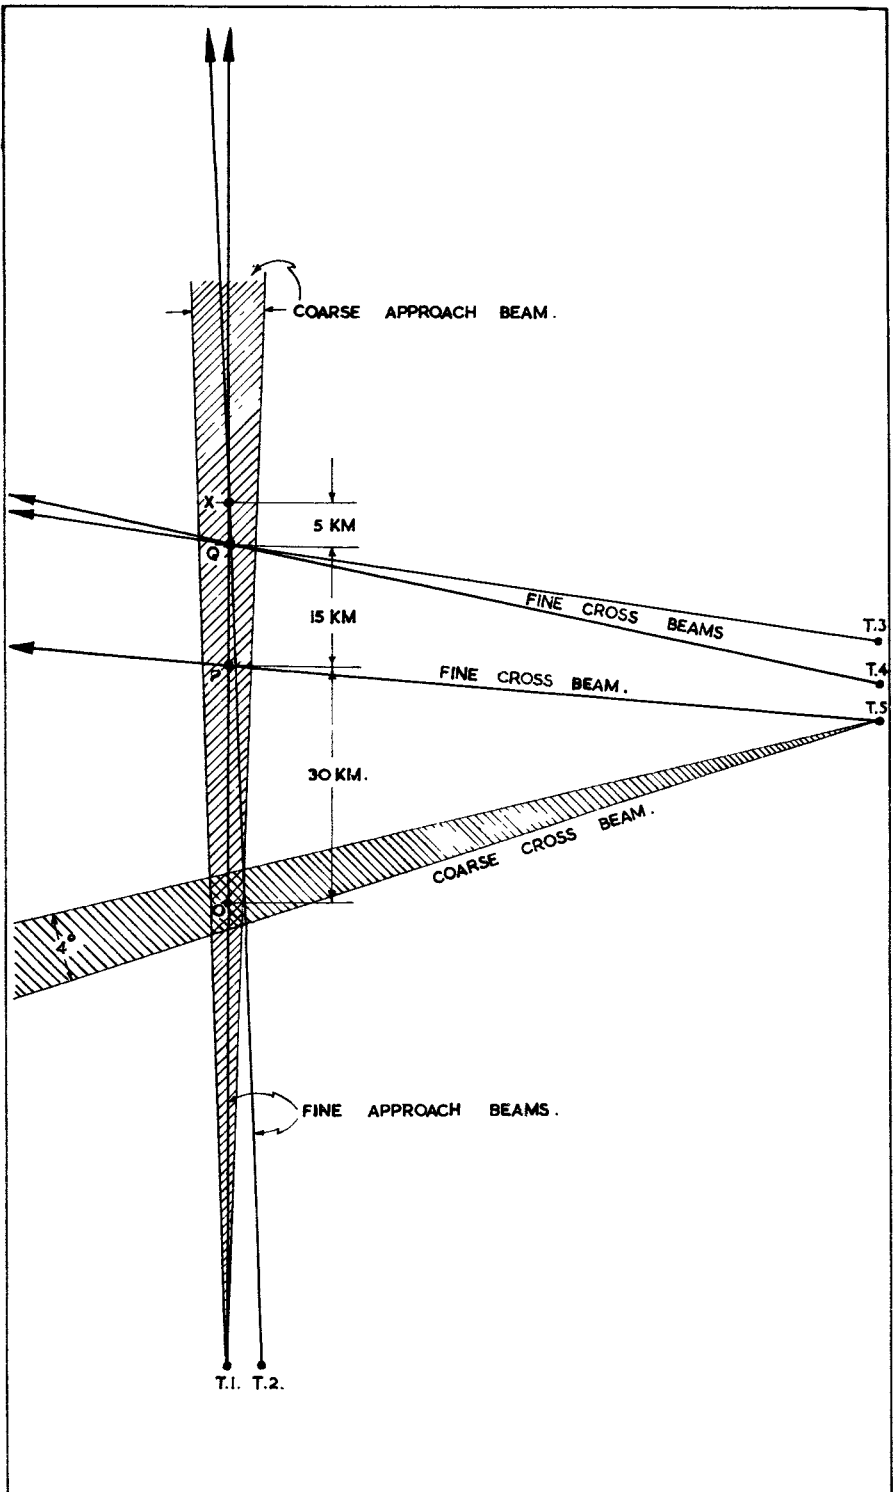 COARSE APPROACH BEAM.
X
5 KM
Q
FINE CROSS BEAMS
15 KM
T.3
T.4
P
FINE CROSS BEAM.
T.5
30 KM.
COARSE CROSS BEAM.
O
4°
FINE APPROACH BEAMS.
T.1. T.2.